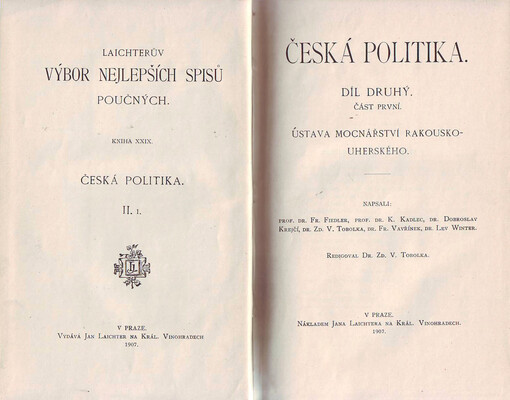 LAICHTERŮV
VÝBOR NEJLEPŠÍCH SPISŮ
POUČNÝCH.
KNIHA XXIX.
ČESKÁ POLITIKA.
II. 1.
JL
V PRAZE.
VYDÁVÁ JAN LAICHTER NA KRÁL. VINOHRADECH
1907.
ČESKÁ POLITIKA.
DÍL DRUHÝ.
ČÁST PRVNÍ.
ÚSTAVA MOCNÁŘSTVÍ RAKOUSKO-
UHERSKÉHO.
NAPSALI:
PROF. DR. FR. FIEDLER, PROF. DR. K. KADLEC, DR. DOBROSLAV
KREJČÍ, DR. ZD. V. TOBOLKA, DR. FR. VAVŘÍNEK, DR. LEV WINTER.
REDIGOVAL DR. ZD. V. TOBOLKA.
V PRAZE.
NÁKLADEM JANA LAICHTERA NA KRÁL. VINOHRADECH.
1907.